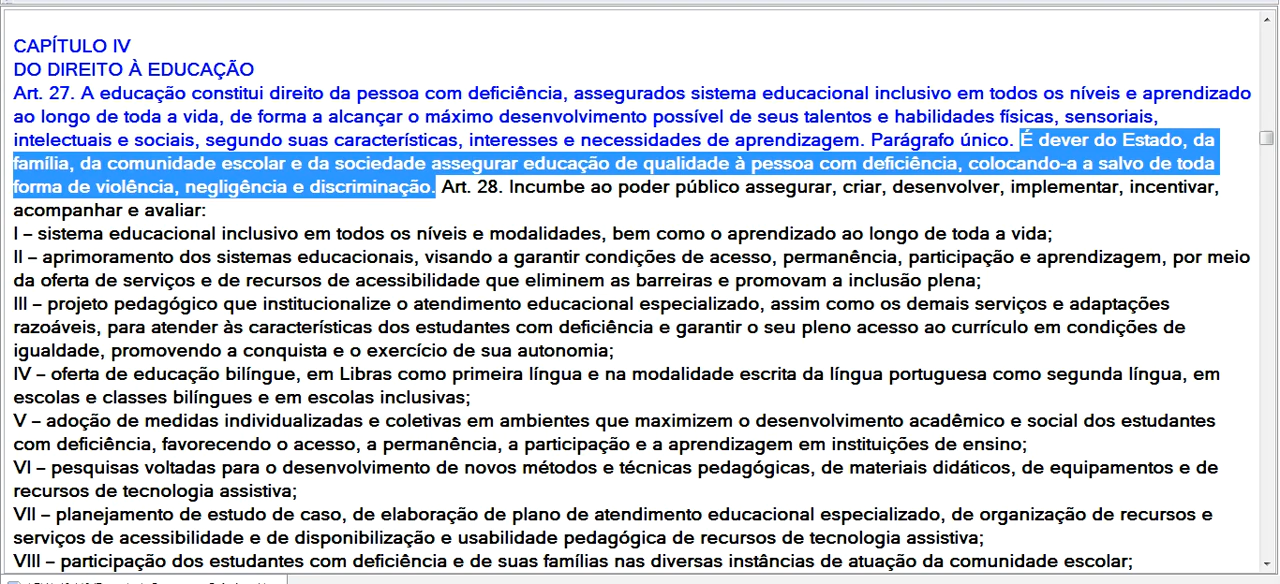 CAPÍTULO IV
DO DIREITO À EDUCAÇÃO
Art. 27. A educação constitui direito da pessoa com deficiência, assegurados sistema educacional inclusivo em todos os níveis e aprendizado
ao longo de toda a vida, de forma a alcançar o máximo desenvolvimento possível de seus talentos e habilidades físicas, sensoriais,
intelectuais e sociais, segundo suas características, interesses e necessidades de aprendizagem. Parágrafo único. É dever do Estado, da
família, da comunidade escolar e da sociedade assegurar educação de qualidade à pessoa com deficiência, colocando-a a salvo de toda
forma de violência, negligência e discriminação. Art. 28. Incumbe ao poder público assegurar, criar, desenvolver, implementar, incentivar,
acompanhar e avaliar:
I – sistema educacional inclusivo em todos os níveis e modalidades, bem como o aprendizado ao longo de toda a vida;
II – aprimoramento dos sistemas educacionais, visando a garantir condições de acesso, permanência, participação e aprendizagem, por meio
da oferta de serviços e de recursos de acessibilidade que eliminem as barreiras e promovam a inclusão plena;
III – projeto pedagógico que institucionalize o atendimento educacional especializado, assim como os demais serviços e adaptações
razoáveis, para atender às características dos estudantes com deficiência e garantir o seu pleno acesso ao currículo em condições de
igualdade, promovendo a conquista e o exercício de sua autonomia;
IV – oferta de educação bilíngue, em Libras como primeira língua e na modalidade escrita da língua portuguesa como segunda língua, em
escolas e classes bilíngues e em escolas inclusivas;
V – adoção de medidas individualizadas e coletivas em ambientes que maximizem o desenvolvimento acadêmico e social dos estudantes
com deficiência, favorecendo o acesso, a permanência, a participação e a aprendizagem em instituições de ensino;
VI – pesquisas voltadas para o desenvolvimento de novos métodos e técnicas pedagógicas, de materiais didáticos, de equipamentos e de
recursos de tecnologia assistiva;
VII – planejamento de estudo de caso, de elaboração de plano de atendimento educacional especializado, de organização de recursos e
serviços de acessibilidade e de disponibilização e usabilidade pedagógica de recursos de tecnologia assistiva;
VIII – participação dos estudantes com deficiência e de suas famílias nas diversas instâncias de atuação da comunidade escolar;